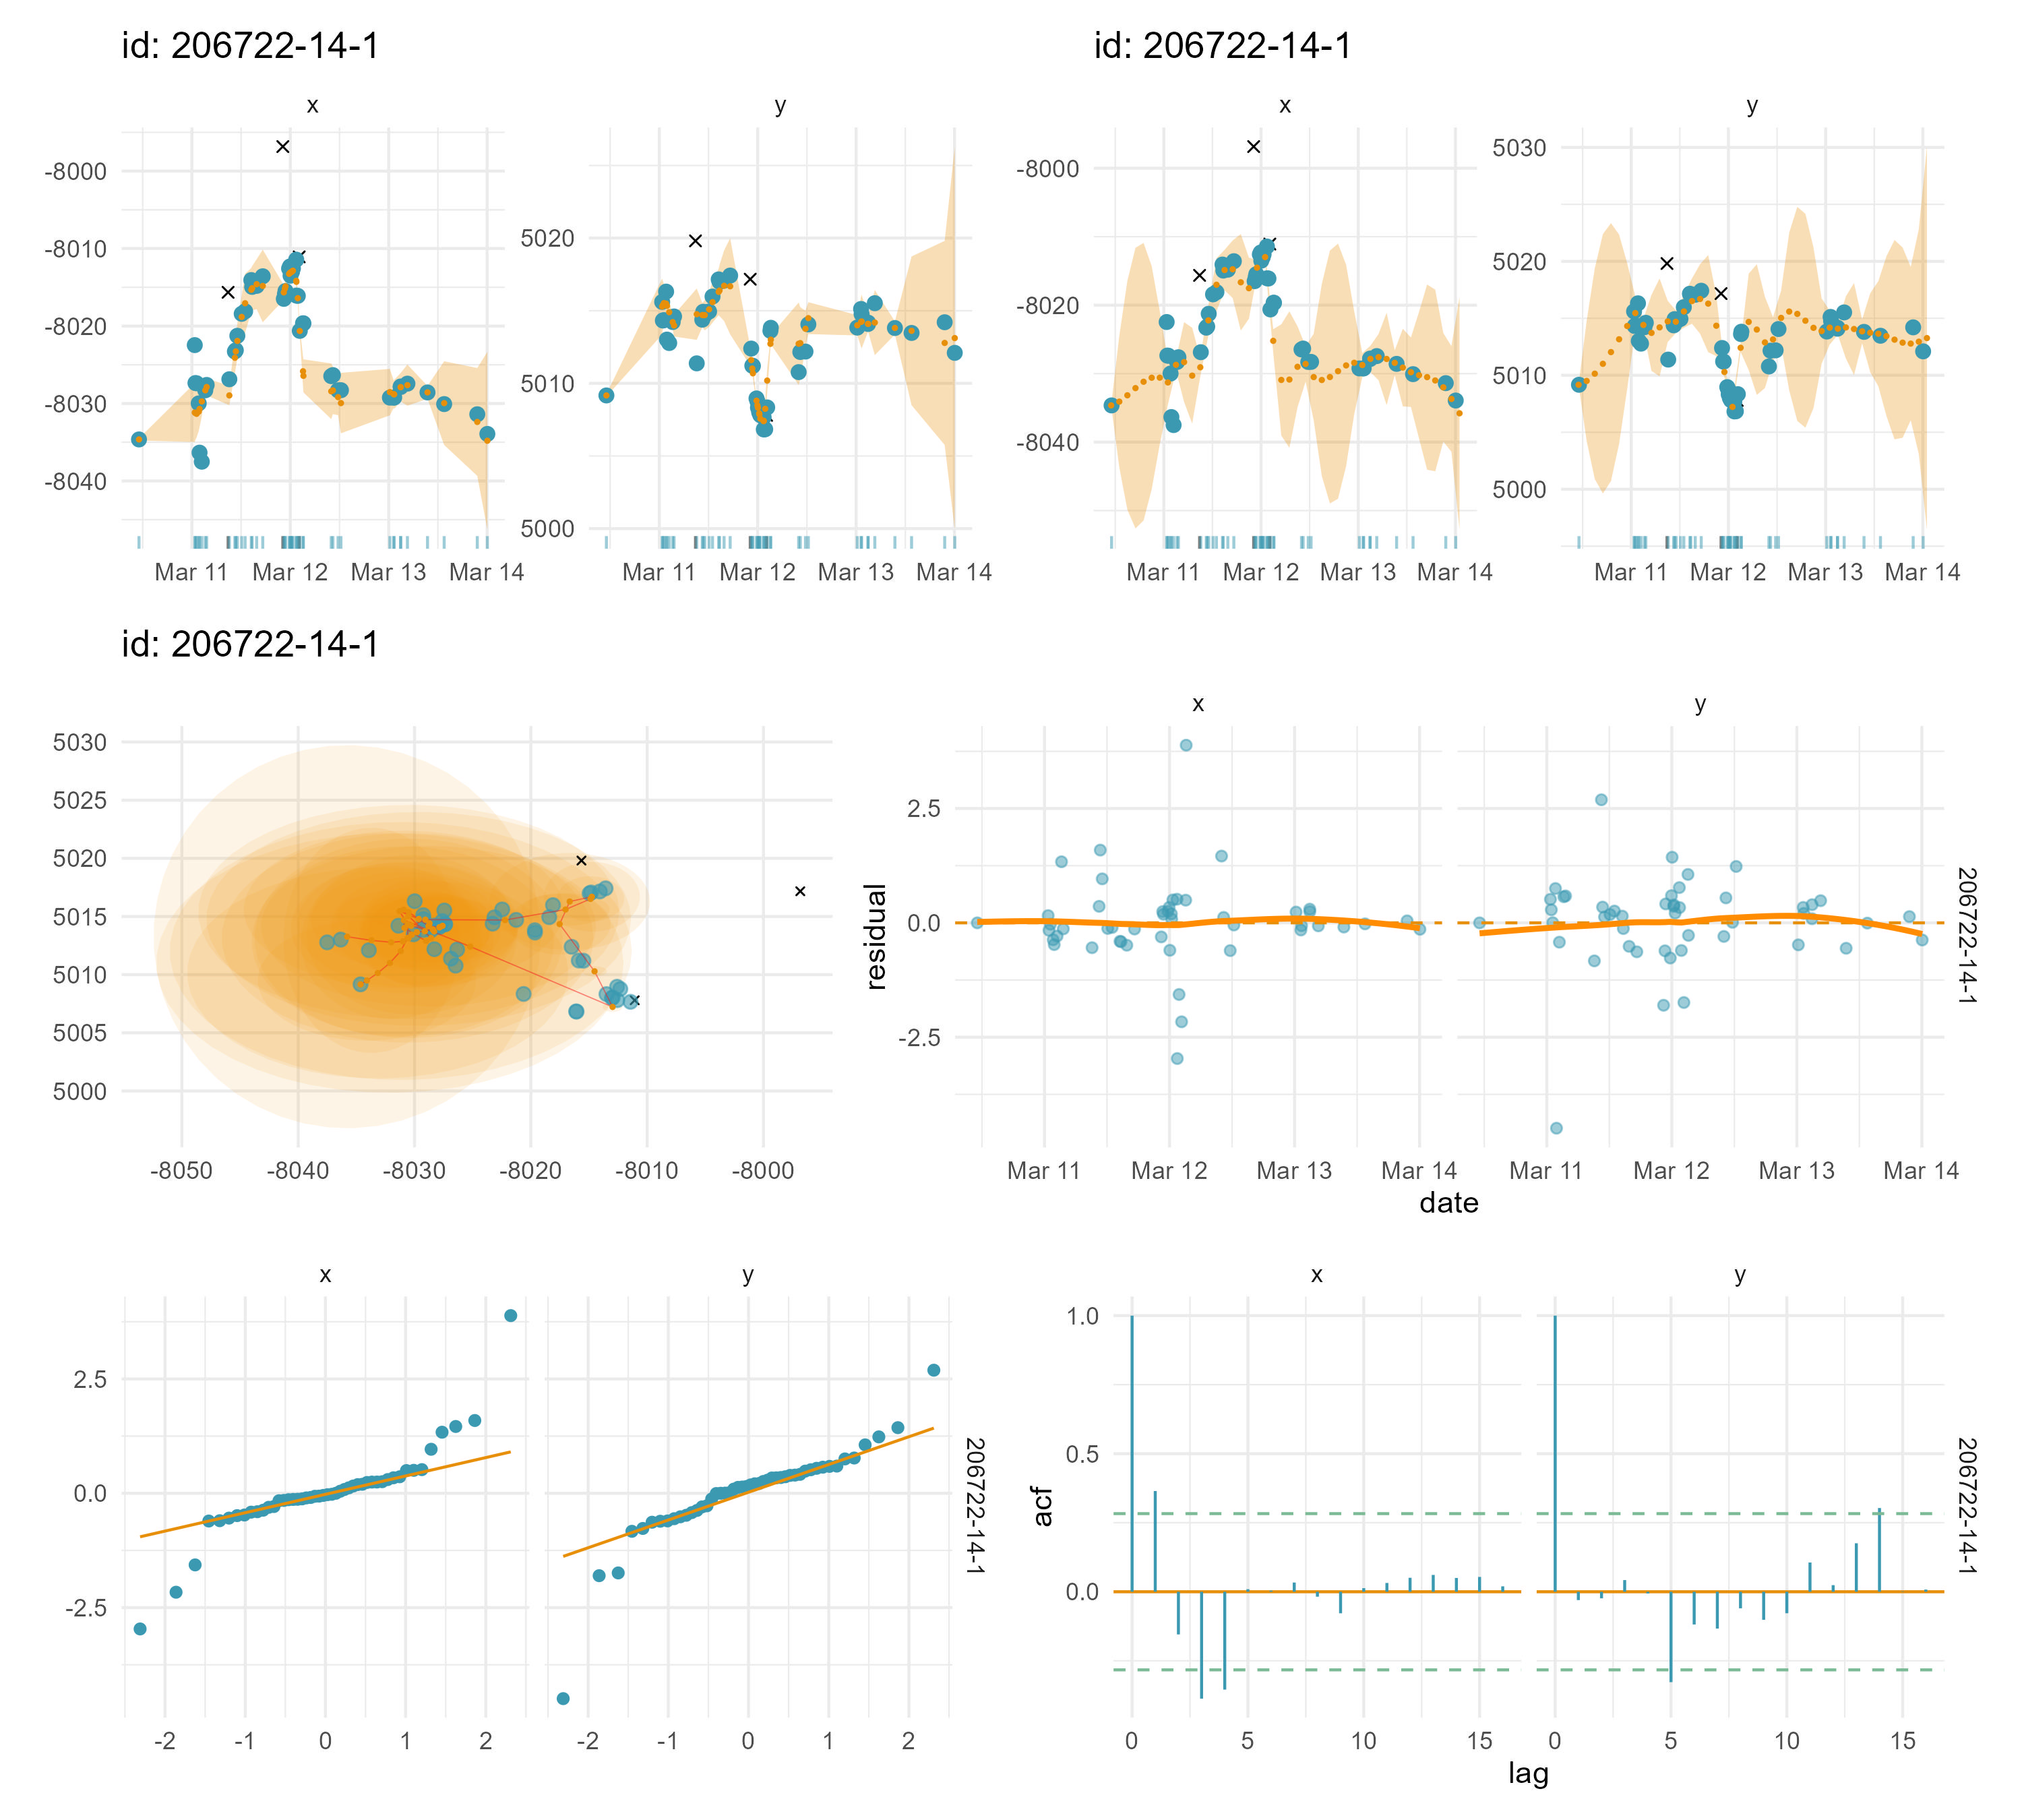 id: 206722-14-1
id: 206722-14-1
x
y
x
y
-8000
-8010
-8020
-8030
-8040
5020
5010
5000
-8000
-8020
-8040
5030
5020
5010
5000
Mar 11 Mar 12 Mar 13 Mar 14
Mar 11 Mar 12 Mar 13 Mar 14
Mar 11 Mar 12 Mar 13 Mar 14
Mar 11 Mar 12 Mar 13 Mar 14
id: 206722-14-1
5030
5025
5020
5015
5010
5005
5000
-8050 -8040 -8030 -8020 -8010 -8000
x
y
residual
2.5
0.0
-2.5
206722-14-1
Mar 11 Mar 12 Mar 13 Mar 14
Mar 11 Mar 12 Mar 13 Mar 14
date
x
y
2.5
0.0
-2.5
206722-14-1
-2 -1 0 1 2
-2 -1 0 1 2
x
y
acf
1.0
0.5
0.0
206722-14-1
0 5 10 15
0 5 10 15
lag